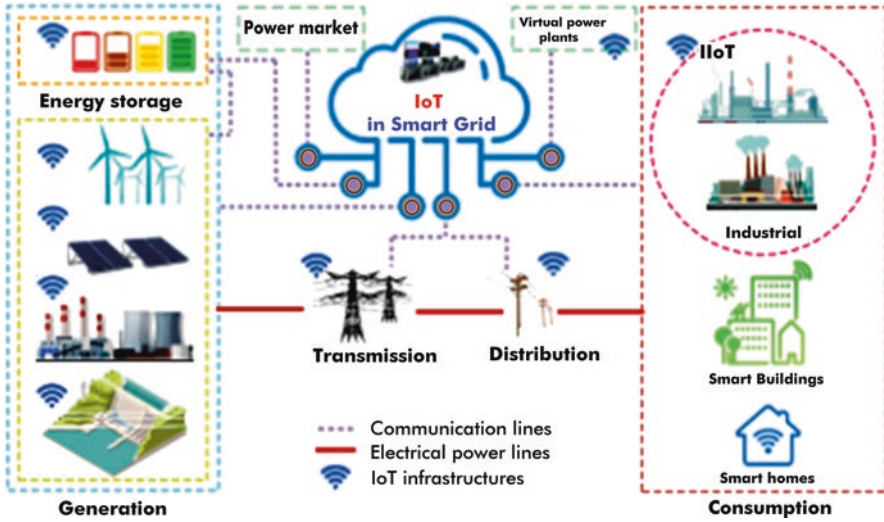 Power market
Virtual power
plants
IIoT
Energy storage
IoT
in Smart Grid
Industrial
Transmission
Distribution
Smart Buildings
Communication lines
Electrical power lines
IoT infrastructures
Smart homes
Generation
Consumption